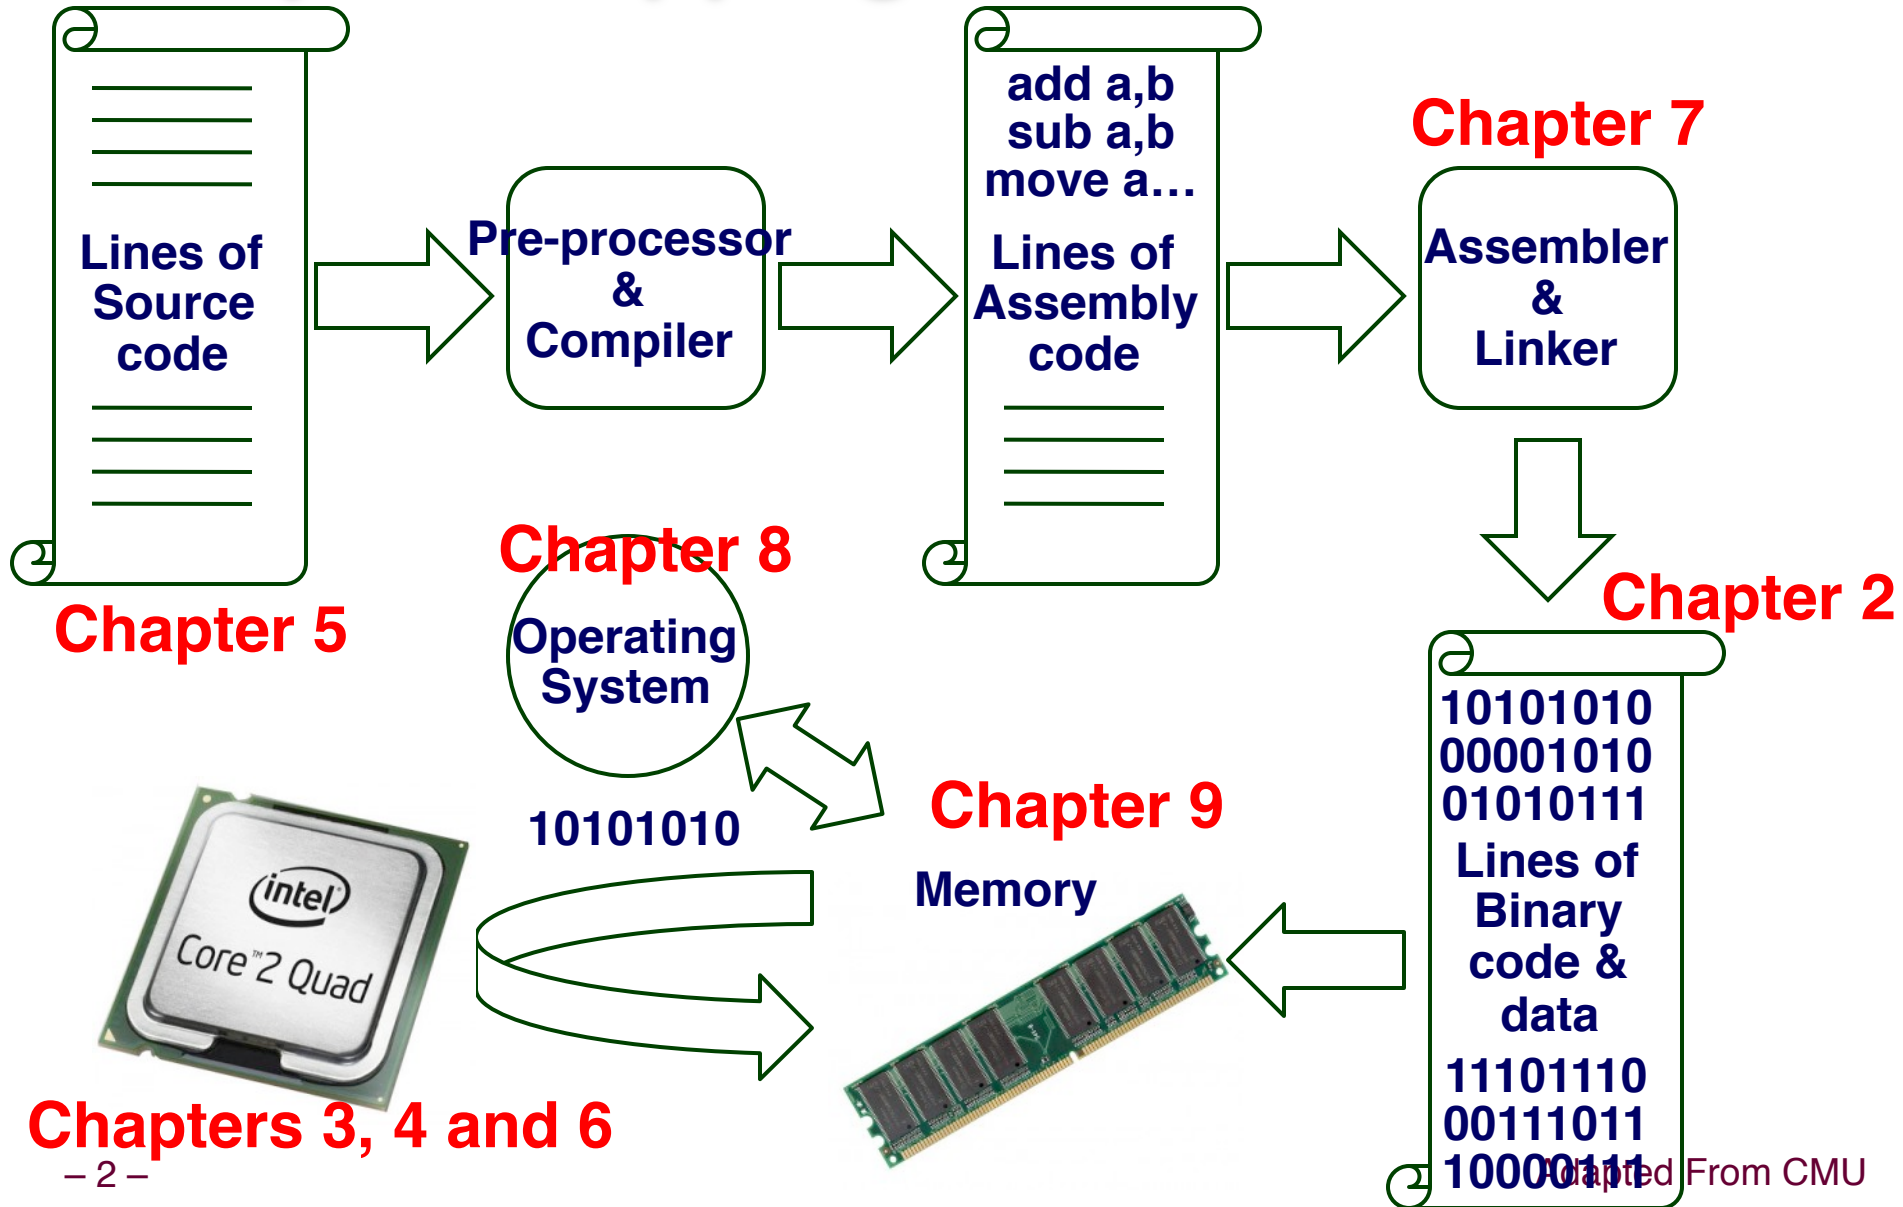 add a,b
sub a,b
move a…
Chapter 7
Lines of
Source
code
Pre-processor
&
Compiler
Lines of
Assembly
code
Assembler
&
Linker
Chapter 5
Chapter 8
Operating
System
Chapter 2
10101010
00001010
01010111
Lines of
Binary
code &
data
11101110
00111011
10000111
10101010
Chapter 9
Memory
intel
Core™2 Quad
Chapters 3, 4 and 6
– 2 –
Adapted From CMU